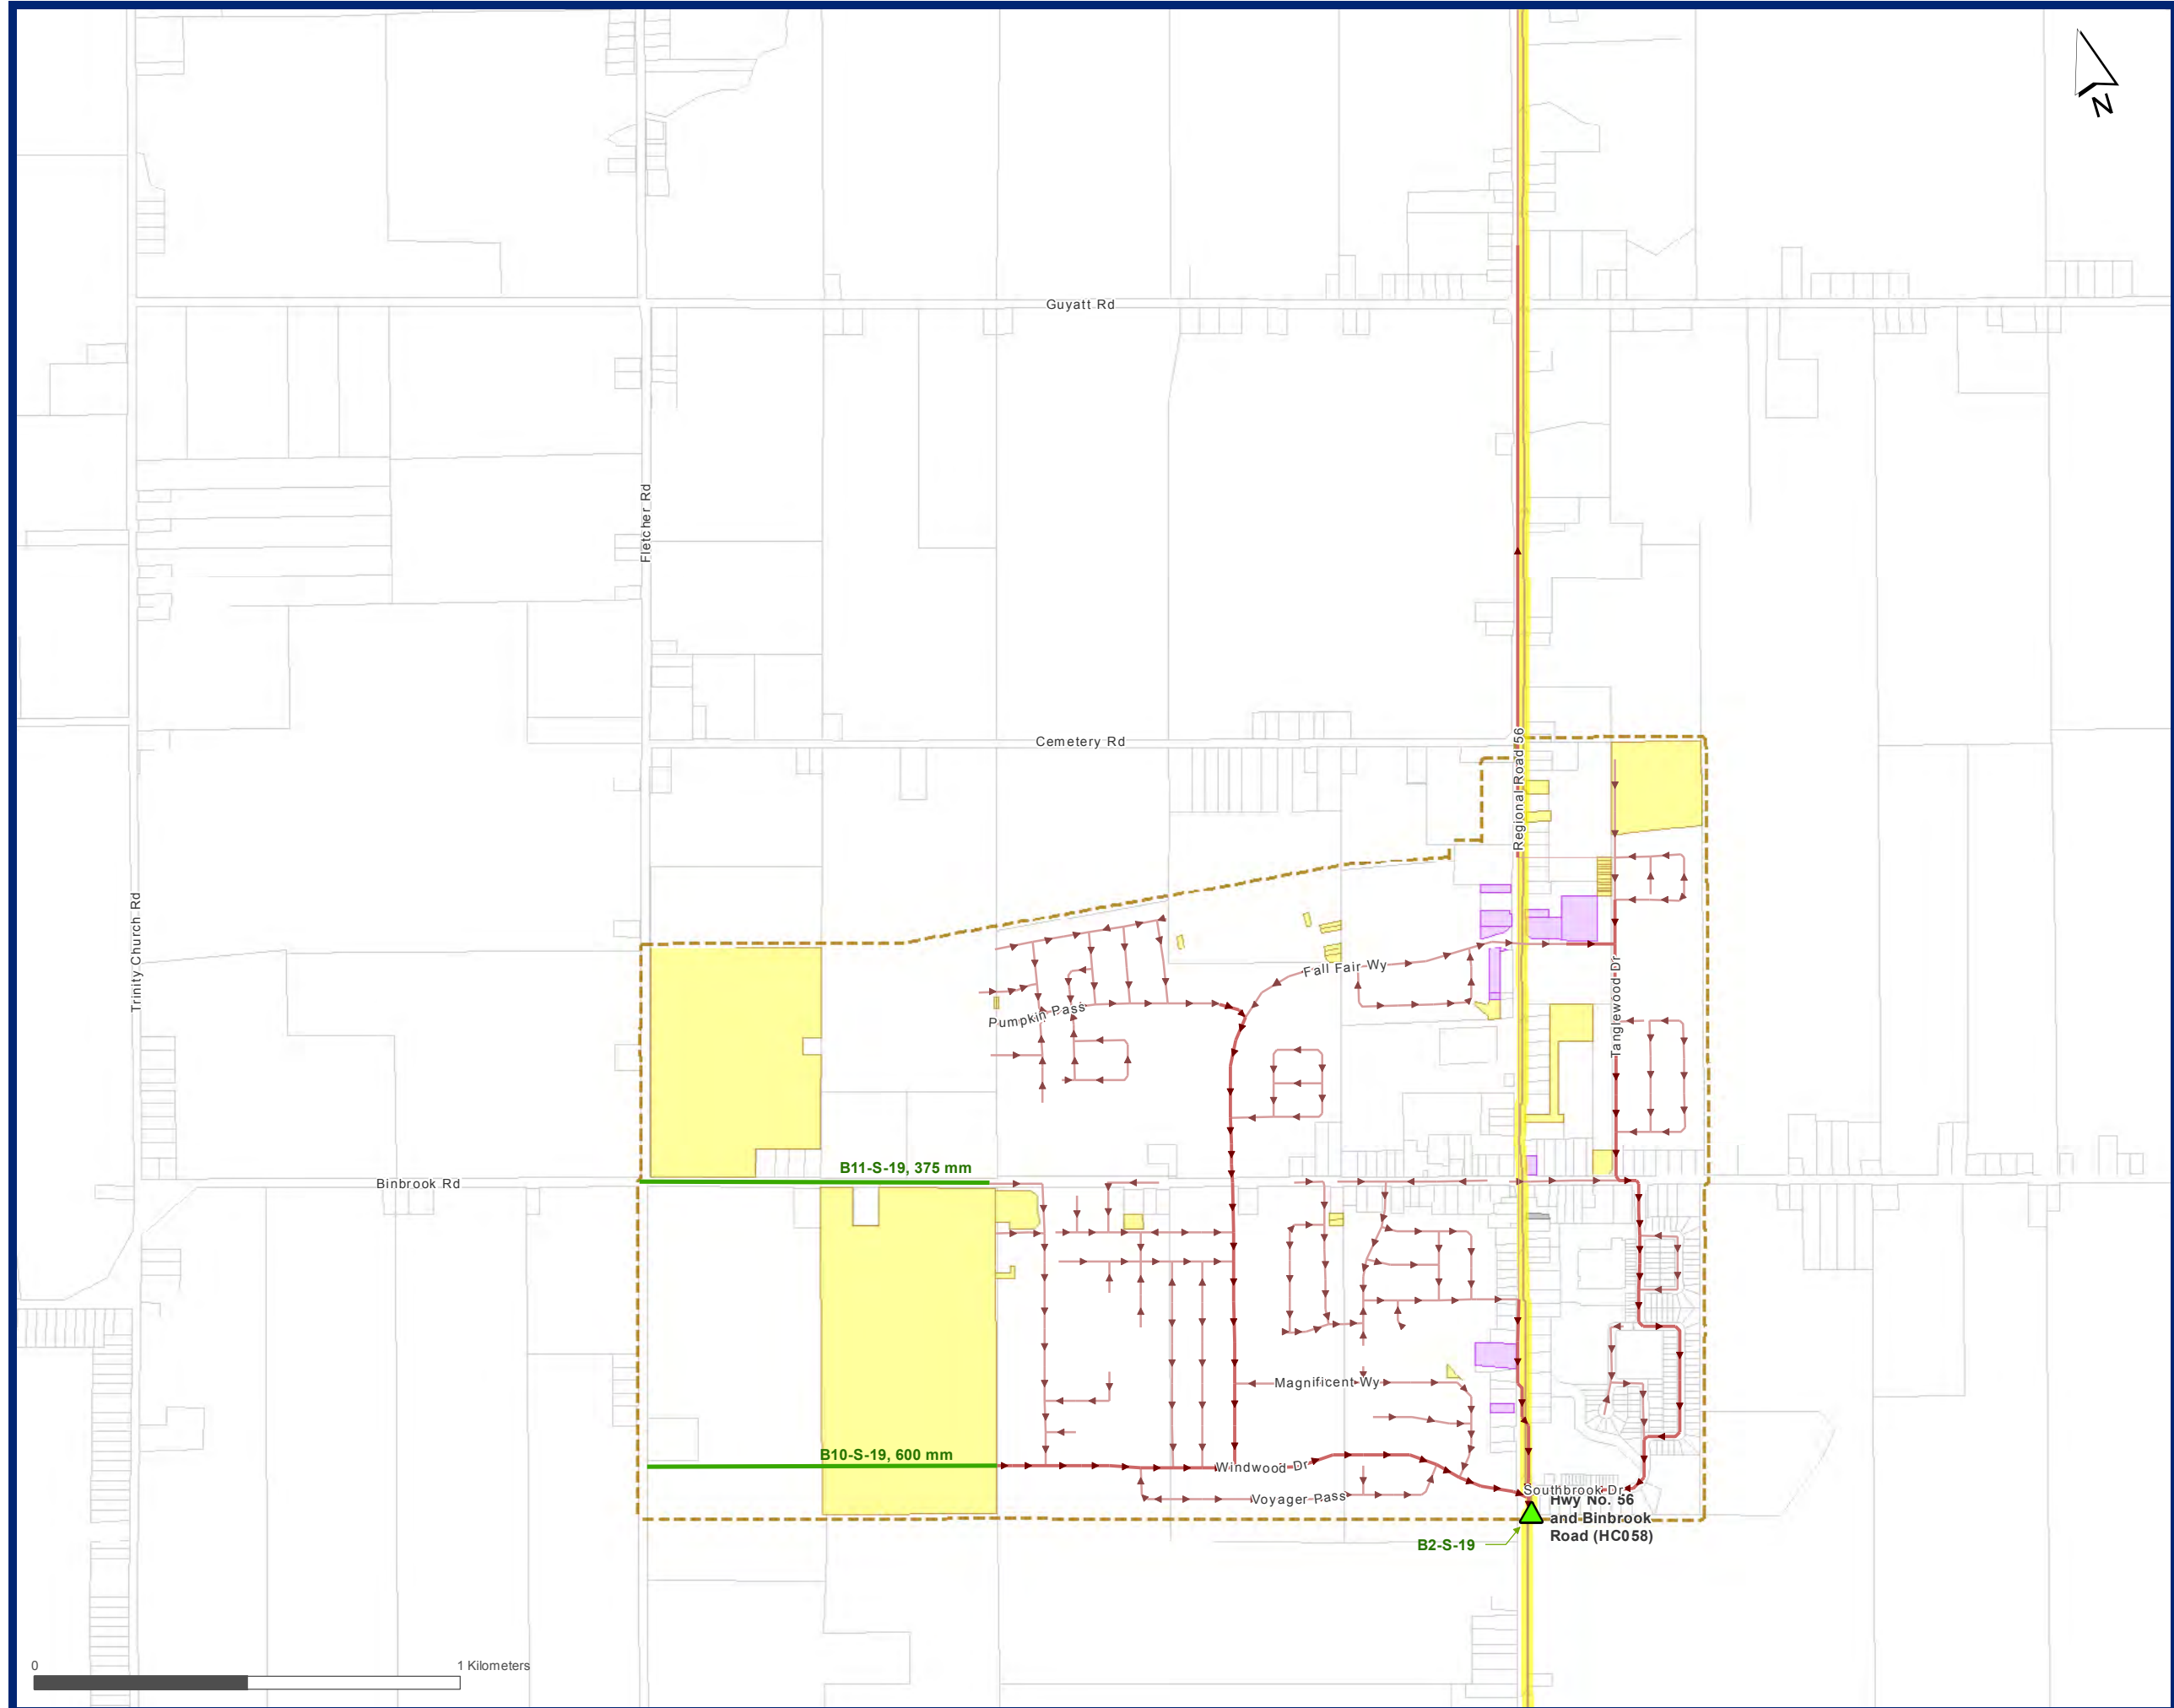 N
Guyatt Rd
Fletcher Rd
Cemetery Rd
Regional Road 56
Trinity Church Rd
Fall Fair Wy
Pumpkin Pass
Tanglewood Dr
B11-S-19, 375 mm
Binbrook Rd
Magnificent Wy
B10-S-19, 600 mm
Windwood Dr
Voyager Pass
Southbrook Dr
Hwy No. 56
and Binbrook
Road (HC058)
B2-S-19
0
1 Kilometers